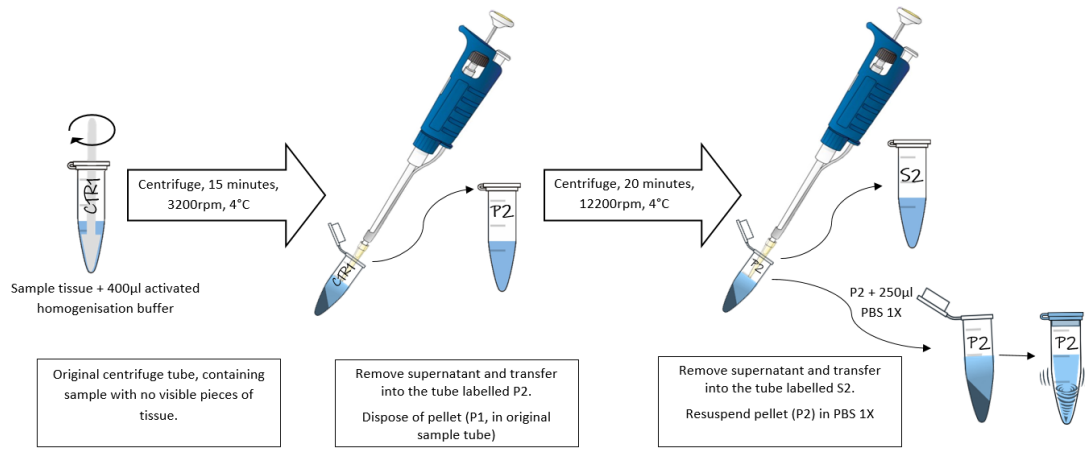 CTR1
Sample tissue + 400µl activated
homogenisation buffer
Centrifuge, 15 minutes,
3200rpm, 4°C
CTR1
P2
Centrifuge, 20 minutes,
12200rpm, 4°C
P2
S2
P2 + 250µl
PBS 1X
P2
P2
Original centrifuge tube, containing
sample with no visible pieces of
tissue.
Remove supernatant and transfer
into the tube labelled P2.
Dispose of pellet (P1, in original
sample tube)
Remove supernatant and transfer
into the tube labelled S2.
Resuspend pellet (P2) in PBS 1X